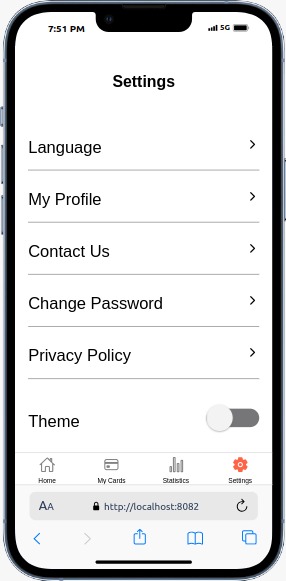 7:51 PM 5G
Settings
Language
My Profile
Contact Us
Change Password
Privacy Policy
Theme
Home My Cards Statistics Settings
AA http://localhost:8082